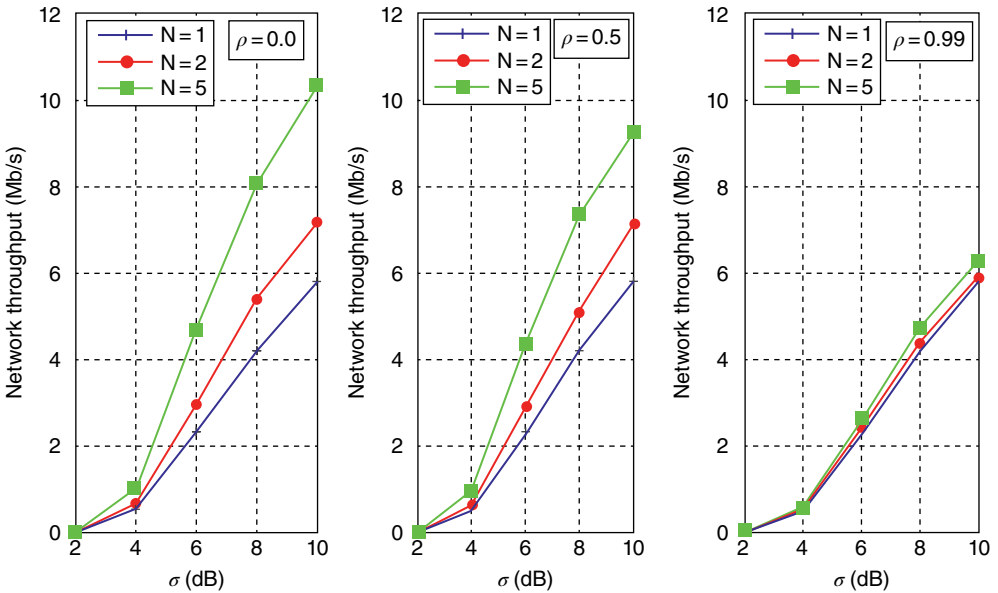 Network throughput (Mb/s)
12
10
8
6
4
2
0
N = 1
N = 2
N = 5
ρ = 0.0
2 4 6 8 10
σ (dB)
Network throughput (Mb/s)
12
10
8
6
4
2
0
N = 1
N = 2
N = 5
ρ = 0.5
2 4 6 8 10
σ (dB)
Network throughput (Mb/s)
12
10
8
6
4
2
0
N = 1
N = 2
N = 5
ρ = 0.99
2 4 6 8 10
σ (dB)